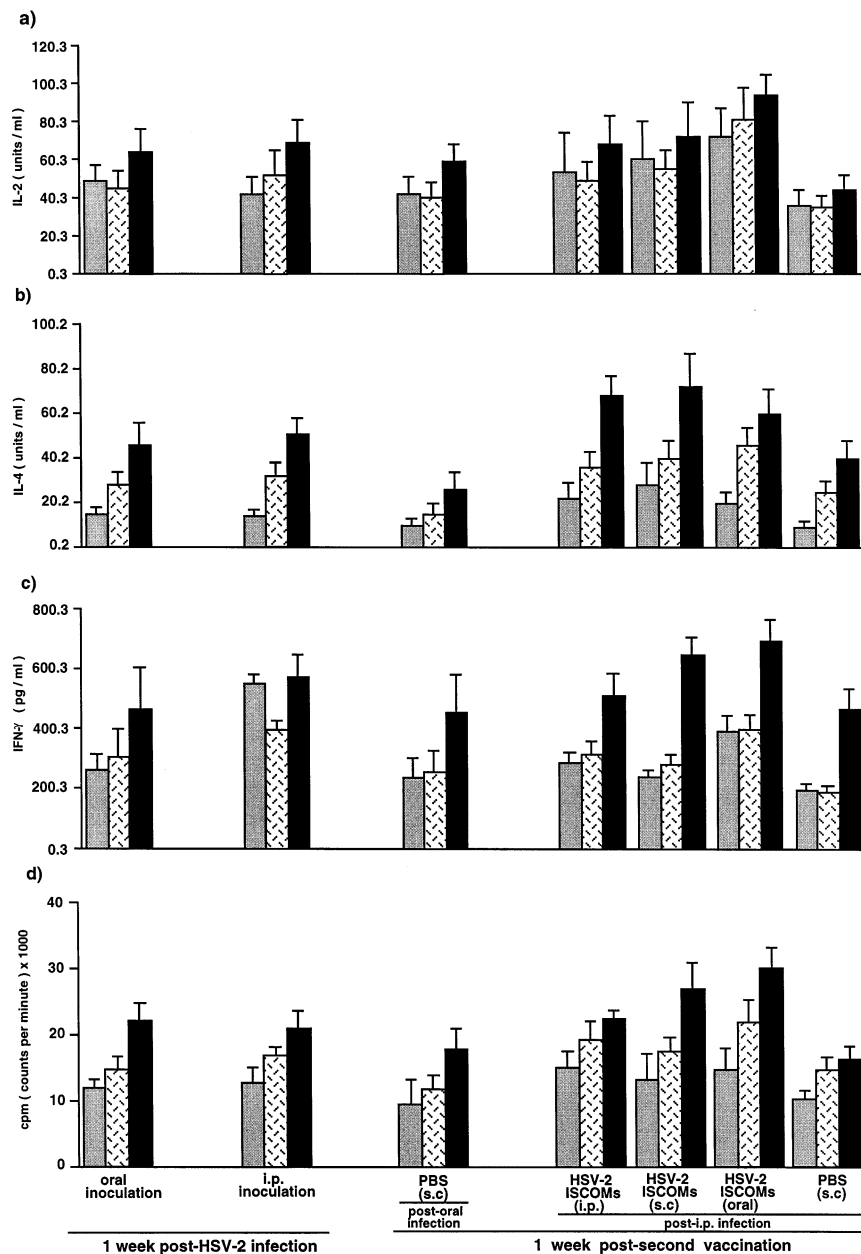 a)
120.3
100.3
80.3
60.3
40.3
20.3
0.3
IL-2 ( units / ml )
b)
100.2
80.2
60.2
40.2
20.2
0.2
IL-4 ( units / ml )
c)
800.3
600.3
400.3
200.3
0.3
IFN-γ ( pg / ml )
d)
40
30
20
10
0
cpm ( counts per minute ) x 1000
oral
inoculation
i.p.
inoculation
PBS
(s.c)
post-oral
infection
HSV-2
ISCOMs
(i.p.)
HSV-2
ISCOMs
(s.c)
HSV-2
ISCOMs
(oral)
PBS
(s.c)
post-i.p. infection
1 week post-HSV-2 infection
1 week post-second vaccination